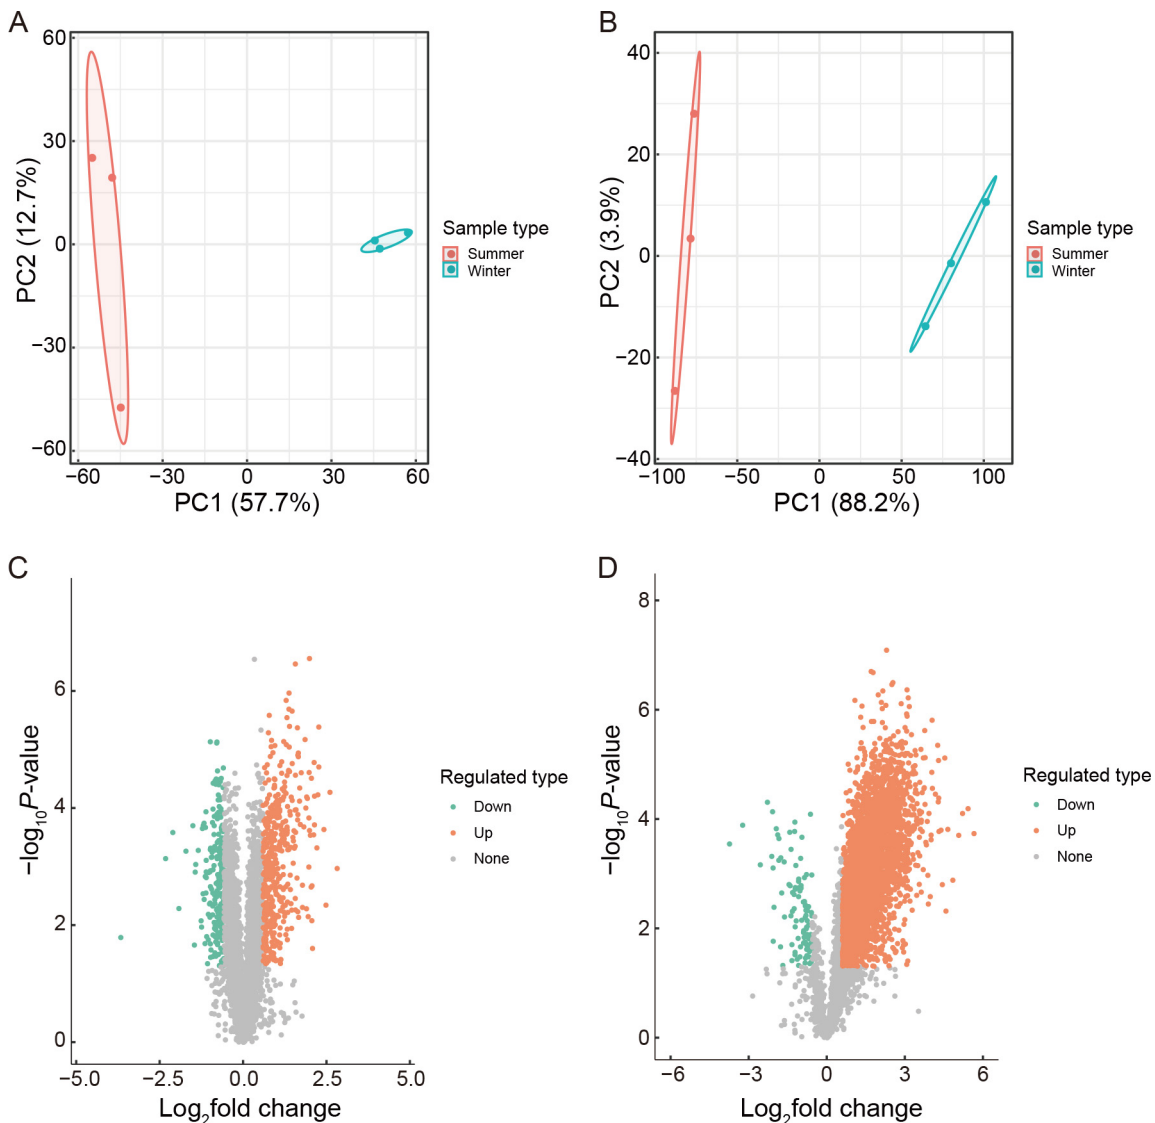 A
60
30
0
−30
−60
PC2 (12.7%)
−60 −30 0 30 60
PC1 (57.7%)
Sample type
Summer
Winter
B
40
20
0
−20
−40
PC2 (3.9%)
−100 −50 0 50 100
PC1 (88.2%)
Sample type
Summer
Winter
C
6
4
2
0
−log10P-value
−5.0 −2.5 0.0 2.5 5.0
Log2fold change
Regulated type
Down
Up
None
D
8
6
4
2
0
−log10P-value
−6 −3 0 3 6
Log2fold change
Regulated type
Down
Up
None